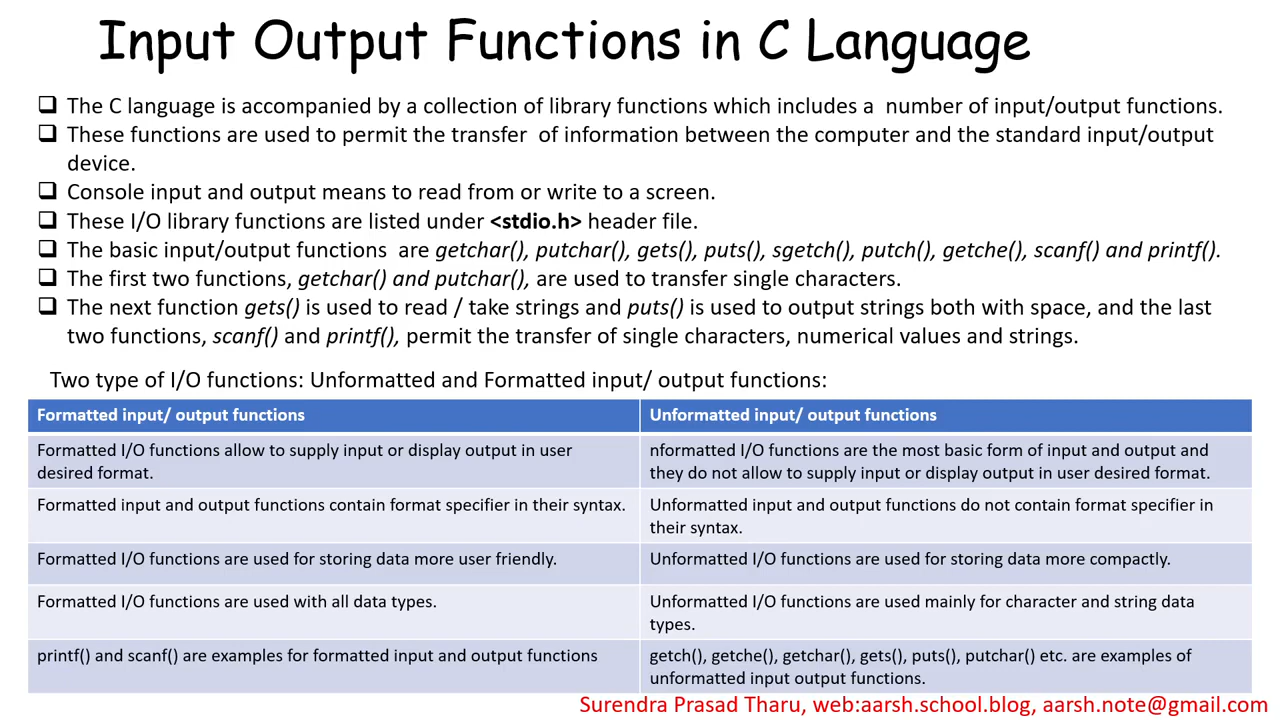 Input Output Functions in C Language
❑ The C language is accompanied by a collection of library functions which includes a number of input/output functions.
❑ These functions are used to permit the transfer of information between the computer and the standard input/output
device.
❑ Console input and output means to read from or write to a screen.
❑ These I/O library functions are listed under <stdio.h> header file.
❑ The basic input/output functions are getchar(), putchar(), gets(), puts(), sgetch(), putch(), getche(), scanf() and printf().
❑ The first two functions, getchar() and putchar(), are used to transfer single characters.
❑ The next function gets() is used to read / take strings and puts() is used to output strings both with space, and the last
two functions, scanf() and printf(), permit the transfer of single characters, numerical values and strings.
Two type of I/O functions: Unformatted and Formatted input/ output functions:
Formatted input/ output functions
Unformatted input/ output functions
Formatted I/O functions allow to supply input or display output in user
desired format.
nformatted I/O functions are the most basic form of input and output and
they do not allow to supply input or display output in user desired format.
Formatted input and output functions contain format specifier in their syntax.
Unformatted input and output functions do not contain format specifier in
their syntax.
Formatted I/O functions are used for storing data more user friendly.
Unformatted I/O functions are used for storing data more compactly.
Formatted I/O functions are used with all data types.
Unformatted I/O functions are used mainly for character and string data
types.
printf() and scanf() are examples for formatted input and output functions
getch(), getche(), getchar(), gets(), puts(), putchar() etc. are examples of
unformatted input output functions.
Surendra Prasad Tharu, web:aarsh.school.blog, aarsh.note@gmail.com